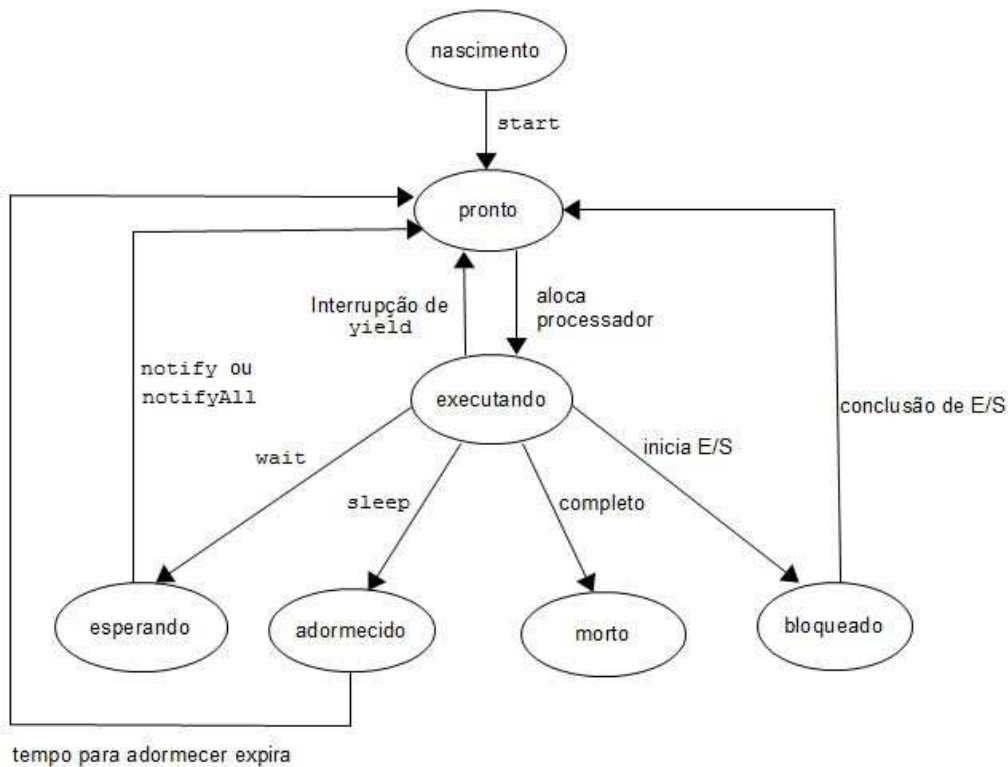 nascimento
start
pronto
Interrupção de
yield
aloca
processador
notify ou
notifyAll
executando
conclusão de E/S
wait
sleep
completo
inicia E/S
esperando
adormecido
morto
bloqueado
tempo para adormecer expira